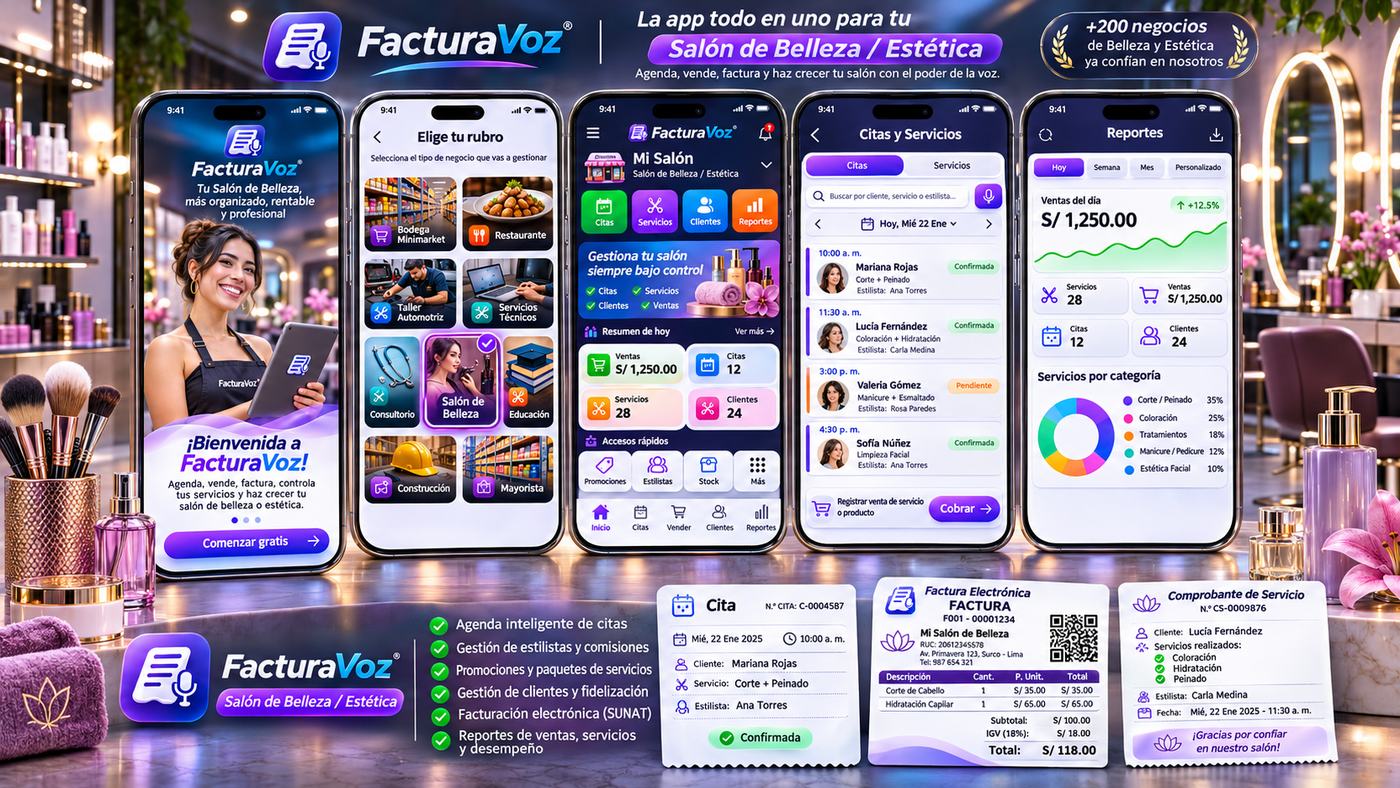 FacturaVoz®
La app todo en uno para tu
Salón de Belleza / Estética
Agenda, vende, factura y haz crecer tu salón con el poder de la voz.
+200 negocios
de Belleza y Estética
ya confían en nosotros
9:41
FacturaVoz®
Tu Salón de Belleza,
más organizado, rentable
y profesional
FacturaVoz®
¡Bienvenida a
FacturaVoz!
Agenda, vende, factura, controla
tus servicios y haz crecer tu
salón de belleza o estética.
Comenzar gratis →
9:41
Elige tu rubro
Selecciona el tipo de negocio que vas a gestionar
Bodega
Minimarket
Restaurante
Taller
Automotriz
Servicios
Técnicos
Consultorio
Salón de
Belleza
Educación
Construcción
Mayorista
9:41
FacturaVoz®
Mi Salón
Salón de Belleza / Estética
Citas
Servicios
Clientes
Reportes
Gestiona tu salón
siempre bajo control
Citas
Servicios
Clientes
Ventas
Resumen de hoy
Ver más →
Ventas
S/ 1,250.00
Citas
12
Servicios
28
Clientes
24
Accesos rápidos
Promociones
Estilistas
Stock
Más
Inicio
Citas
Vender
Clientes
Reportes
9:41
Citas y Servicios
Citas
Servicios
Buscar por cliente, servicio o estilista...
Hoy, Mié 22 Ene
10:00 a. m.
Mariana Rojas
Confirmada
Corte + Peinado
Estilista: Ana Torres
11:30 a. m.
Lucía Fernández
Confirmada
Coloración + Hidratación
Estilista: Carla Medina
3:00 p. m.
Valeria Gómez
Pendiente
Manicure + Esmaltado
Estilista: Rosa Paredes
4:30 p. m.
Sofía Núñez
Confirmada
Limpieza Facial
Estilista: Ana Torres
Registrar venta de servicio
o producto
Cobrar →
9:41
Reportes
Hoy
Semana
Mes
Personalizado
Ventas del día
S/ 1,250.00
↑ +12.5%
Servicios
28
Ventas
S/ 1,250.00
Citas
12
Clientes
24
Servicios por categoría
Corte / Peinado 35%
Coloración 25%
Tratamientos 18%
Manicure / Pedicure 12%
Estética Facial 10%
FacturaVoz®
Salón de Belleza / Estética
Agenda inteligente de citas
Gestión de estilistas y comisiones
Promociones y paquetes de servicios
Gestión de clientes y fidelización
Facturación electrónica (SUNAT)
Reportes de ventas, servicios
y desempeño
Cita
N.º CITA: C-0004587
Mié, 22 Ene 2025
10:00 a. m.
Cliente: Mariana Rojas
Servicio: Corte + Peinado
Estilista: Ana Torres
Confirmada
Factura Electrónica
FACTURA
F001 - 00001234
Mi Salón de Belleza
RUC: 20612345578
Av. Primavera 123, Surco - Lima
Tel: 987 654 321
Descripción Cant. P. Unit. Total
Corte de Cabello 1 S/ 35.00 S/ 35.00
Hidratación Capilar 1 S/ 65.00 S/ 65.00
Subtotal: S/ 100.00
IGV (18%): S/ 18.00
Total: S/ 118.00
Comprobante de Servicio
N.º CS-0009876
Cliente: Lucía Fernández
Servicios realizados:
Coloración
Hidratación
Peinado
Estilista: Carla Medina
Fecha: Mié, 22 Ene 2025 - 11:30 a. m.
¡Gracias por confiar
en nuestro salón!